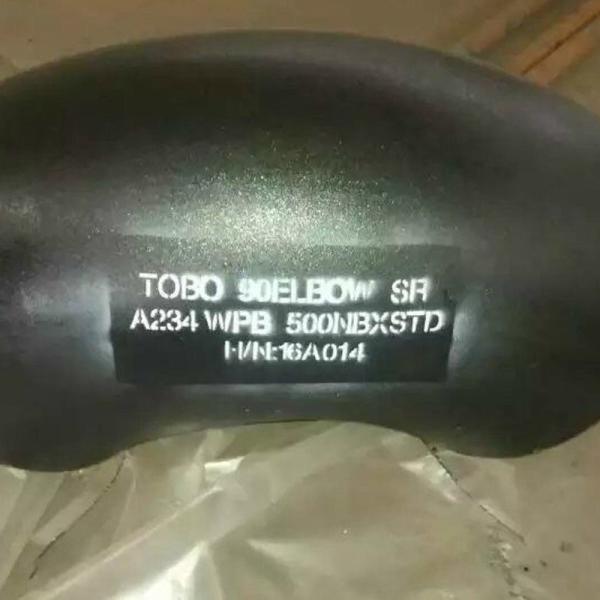 TOBO 90ELBOW SR
A234 WPB 500NBXSTD
H/N:16A014